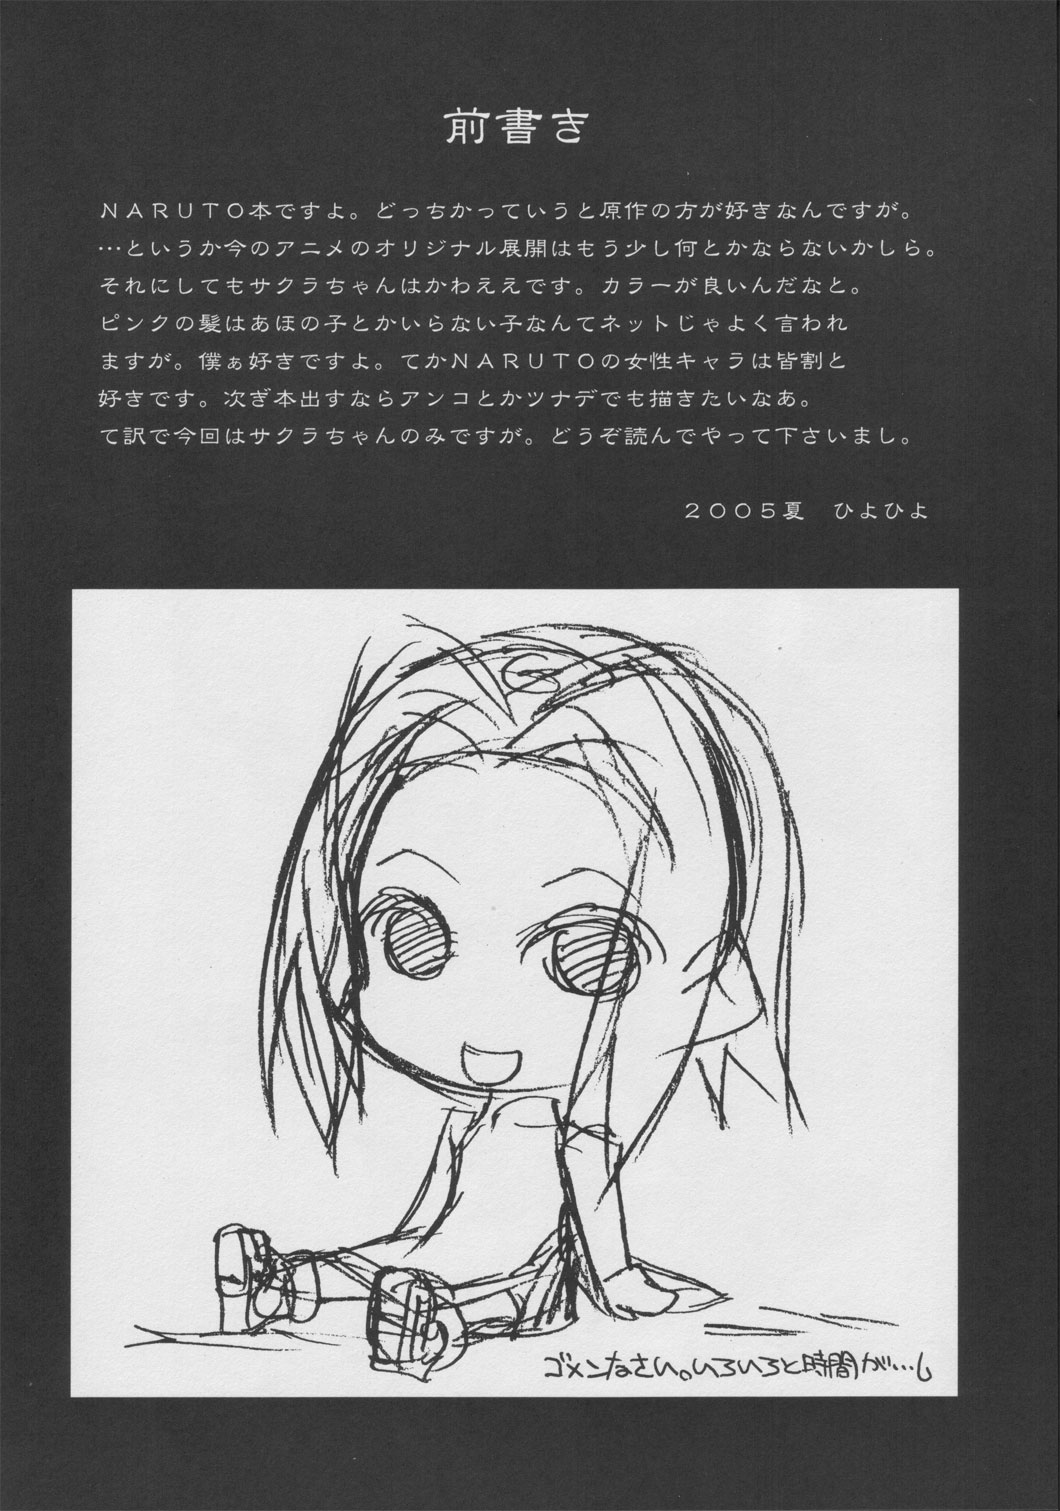 前書き
ＮＡＲＵＴＯ本ですよ。どっちかっていうと原作の方が好きなんですが。
…というか今のアニメのオリジナル展開はもう少し何とかならないかしら。
それにしてもサクラちゃんはかわええです。カラーが良いんだなと。
ピンクの髪はあほの子とかいらない子なんてネットじゃよく言われ
ますが。僕ぁ好きですよ。てかＮＡＲＵＴＯの女性キャラは皆割と
好きです。次ぎ本出すならアンコとかツナデでも描きたいなあ。
て訳で今回はサクラちゃんのみですが。どうぞ読んでやって下さいまし。
２００５夏　ひよひよ
ゴメンなさい。いろいろと時間が…